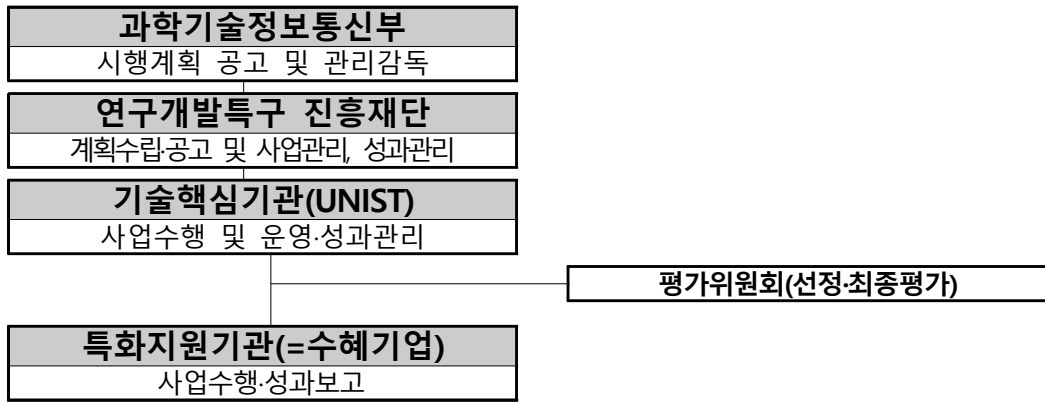 과학기술정보통신부
시행계획 공고 및 관리감독
연구개발특구 진흥재단
계획수립·공고 및 사업관리, 성과관리
기술핵심기관(UNIST)
사업수행 및 운영·성과관리
평가위원회(선정·최종평가)
특화지원기관(=수혜기업)
사업수행·성과보고